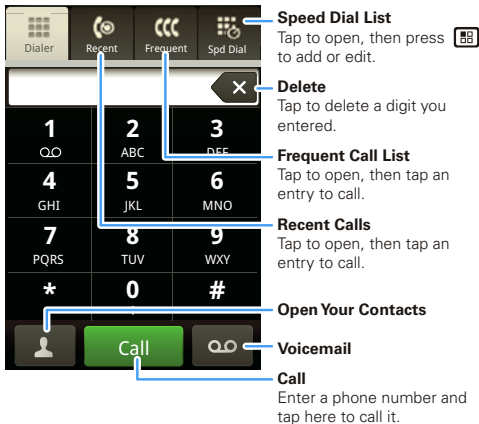 Dialer Recent Frequent Spd Dial
1 2 3
ABC DEF
4 5 6
GHI JKL MNO
7 8 9
PQRS TUV WXY
* 0 #
Call
Speed Dial List
Tap to open, then press
to add or edit.
Delete
Tap to delete a digit you
entered.
Frequent Call List
Tap to open, then tap an
entry to call.
Recent Calls
Tap to open, then tap an
entry to call.
Open Your Contacts
Voicemail
Call
Enter a phone number and
tap here to call it.